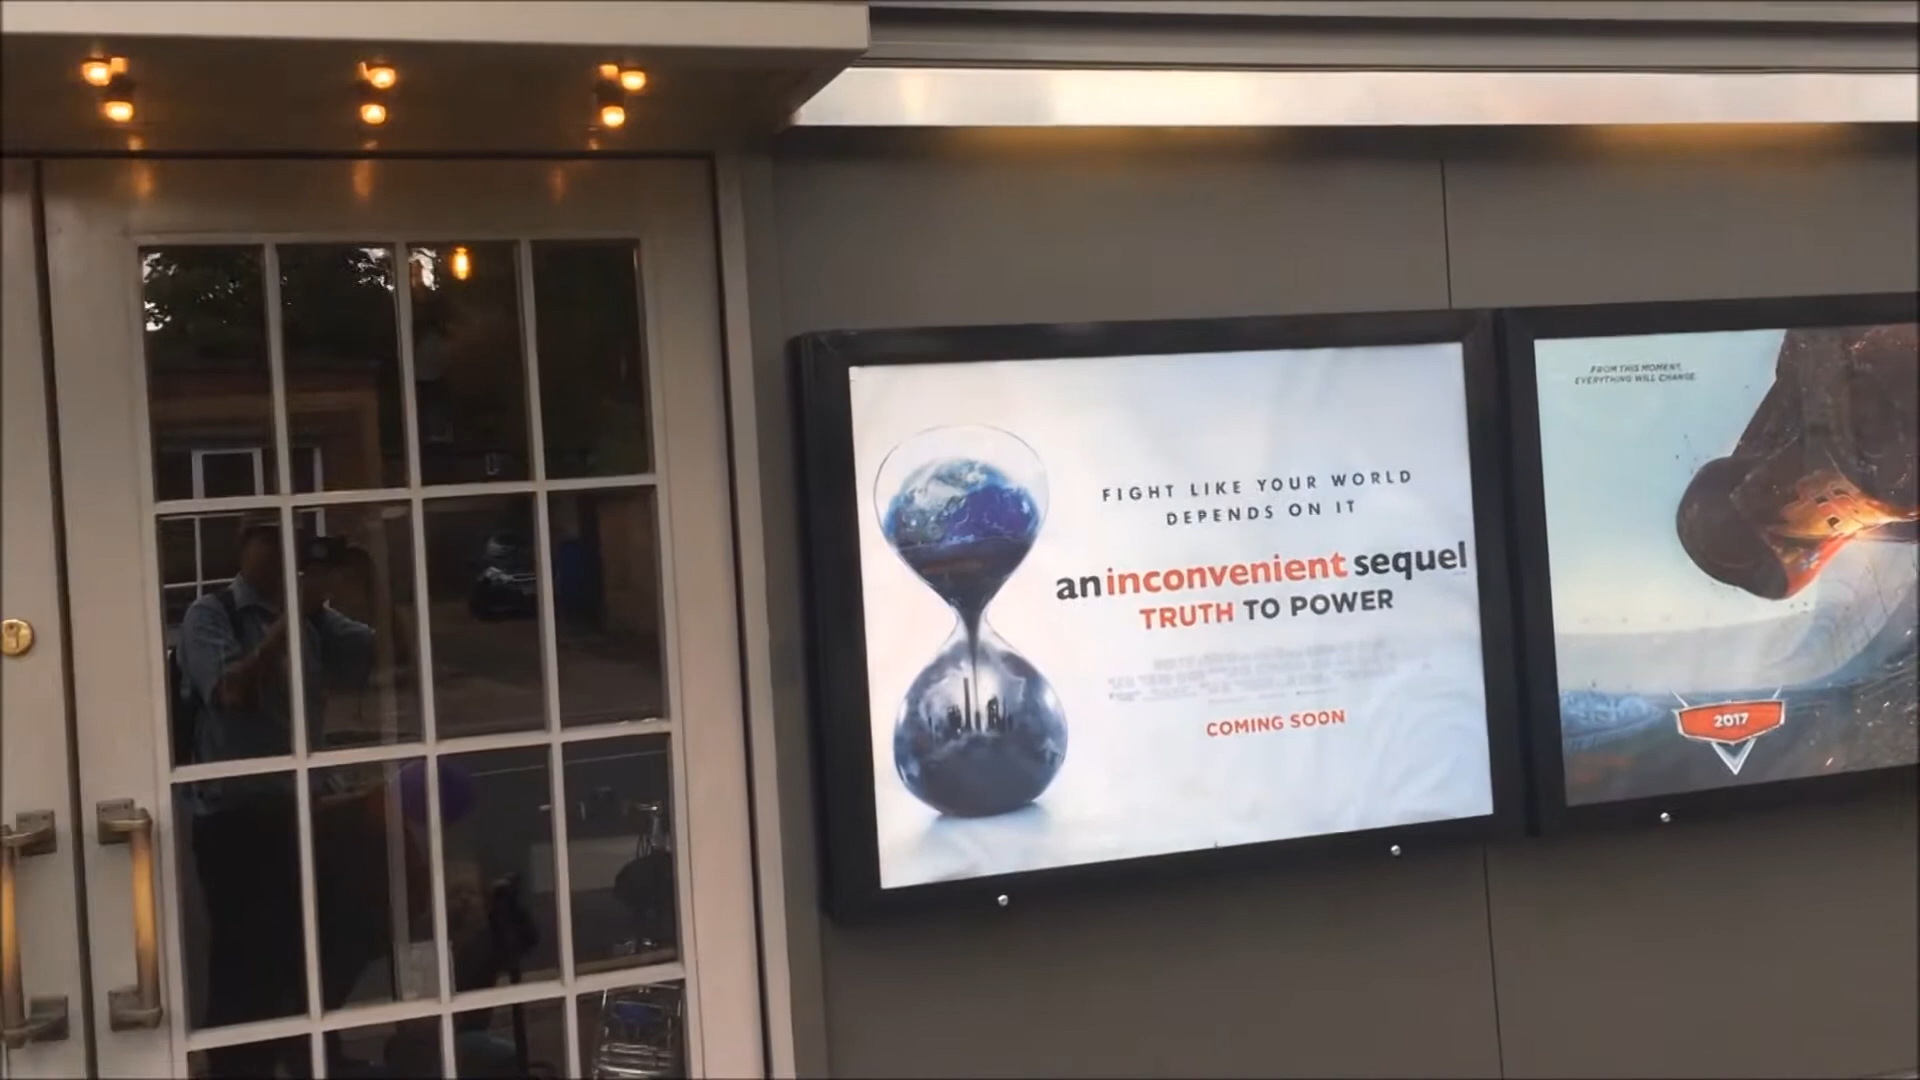 FIGHT LIKE YOUR WORLD
DEPENDS ON IT
an inconvenient sequel
TRUTH TO POWER
COMING SOON
FROM THIS MOMENT,
EVERYTHING WILL CHANGE.
2017